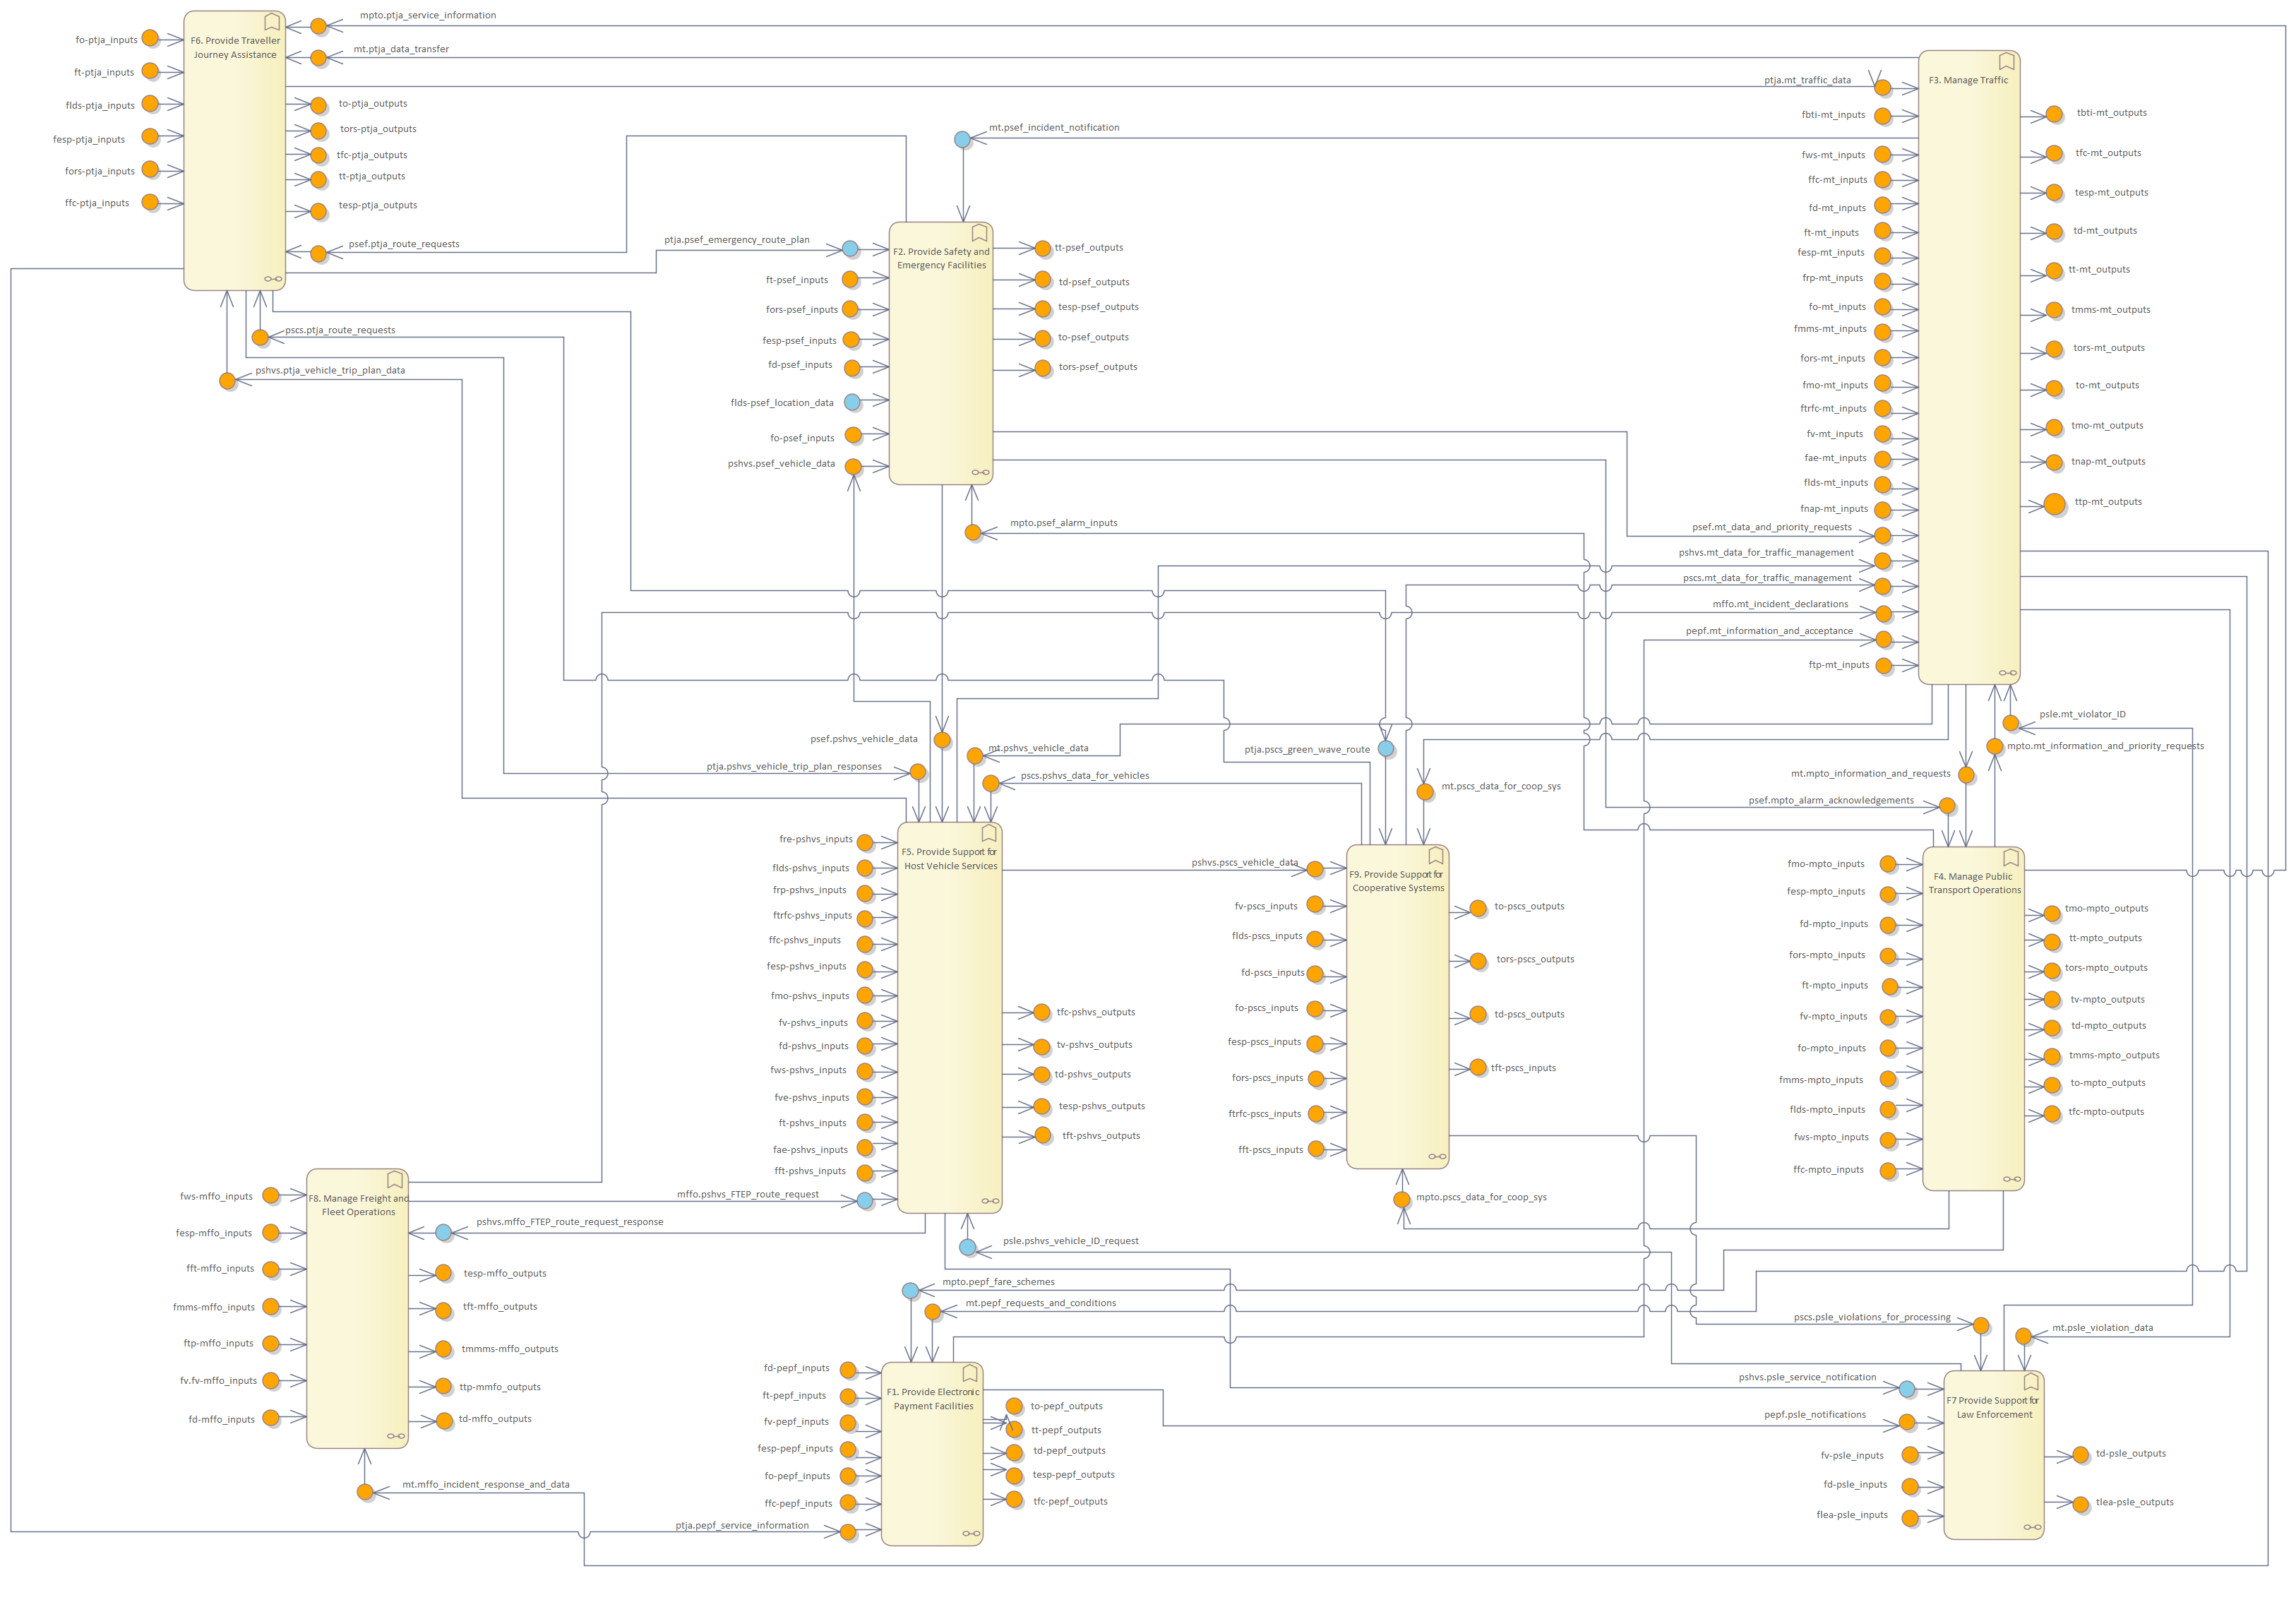 mpto.ptja_service_information
fo-ptja_inputs
F6. Provide Traveller
Journey Assistance
mt.ptja_data_transfer
ft-ptja_inputs
flds-ptja_inputs
fesp-ptja_inputs
fors-ptja_inputs
ffc-ptja_inputs
to-ptja_outputs
tors-ptja_outputs
tfc-ptja_outputs
tt-ptja_outputs
tesp-ptja_outputs
psef.ptja_route_requests
pscs.ptja_route_requests
pshvs.ptja_vehicle_trip_plan_data
mt.psef_incident_notification
ptja.psef_emergency_route_plan
F2. Provide Safety and
Emergency Facilities
ft-psef_inputs
fors-psef_inputs
fesp-psef_inputs
fd-psef_inputs
flds-psef_location_data
fo-psef_inputs
pshvs.psef_vehicle_data
tt-psef_outputs
td-psef_outputs
tesp-psef_outputs
to-psef_outputs
tors-psef_outputs
mpto.psef_alarm_inputs
F3. Manage Traffic
ptja.mt_traffic_data
fbti-mt_inputs
fws-mt_inputs
ffc-mt_inputs
fd-mt_inputs
ft-mt_inputs
fesp-mt_inputs
frp-mt_inputs
fo-mt_inputs
fmms-mt_inputs
fors-mt_inputs
fmo-mt_inputs
ftrfc-mt_inputs
fv-mt_inputs
fae-mt_inputs
flds-mt_inputs
fnap-mt_inputs
psef.mt_data_and_priority_requests
pshvs.mt_data_for_traffic_management
pscs.mt_data_for_traffic_management
mffo.mt_incident_declarations
pepf.mt_information_and_acceptance
ftp-mt_inputs
tbti-mt_outputs
tfc-mt_outputs
tesp-mt_outputs
td-mt_outputs
tt-mt_outputs
tmms-mt_outputs
tors-mt_outputs
to-mt_outputs
tmo-mt_outputs
tnap-mt_outputs
ttp-mt_outputs
psle.mt_violator_ID
mpto.mt_information_and_priority_requests
mt.mpto_information_and_requests
psef.mpto_alarm_acknowledgements
psef.pshvs_vehicle_data
mt.pshvs_vehicle_data
ptja.pshvs_vehicle_trip_plan_responses
pscs.pshvs_data_for_vehicles
ptja.pscs_green_wave_route
mt.pscs_data_for_coop_sys
F5. Provide Support for
Host Vehicle Services
fre-pshvs_inputs
flds-pshvs_inputs
frp-pshvs_inputs
ftrfc-pshvs_inputs
ffc-pshvs_inputs
fesp-pshvs_inputs
fmo-pshvs_inputs
fv-pshvs_inputs
fd-pshvs_inputs
fws-pshvs_inputs
fve-pshvs_inputs
ft-pshvs_inputs
fae-pshvs_inputs
fft-pshvs_inputs
mffo.pshvs_FTEP_route_request
tfc-pshvs_outputs
tv-pshvs_outputs
td-pshvs_outputs
tesp-pshvs_outputs
tft-pshvs_outputs
psle.pshvs_vehicle_ID_request
pshvs.pscs_vehicle_data
F9. Provide Support for
Cooperative Systems
fv-pscs_inputs
flds-pscs_inputs
fd-pscs_inputs
fo-pscs_inputs
fesp-pscs_inputs
fors-pscs_inputs
ftrfc-pscs_inputs
fft-pscs_inputs
to-pscs_outputs
tors-pscs_outputs
td-pscs_outputs
tft-pscs_inputs
mpto.pscs_data_for_coop_sys
F4. Manage Public
Transport Operations
fmo-mpto_inputs
fesp-mpto_inputs
fd-mpto_inputs
fors-mpto_inputs
ft-mpto_inputs
fv-mpto_inputs
fo-mpto_inputs
fmms-mpto_inputs
flds-mpto_inputs
fws-mpto_inputs
ffc-mpto_inputs
tmo-mpto_outputs
tt-mpto_outputs
tors-mpto_outputs
tv-mpto_outputs
td-mpto_outputs
tmms-mpto_outputs
to-mpto_outputs
tfc-mpto-outputs
F8. Manage Freight and
Fleet Operations
fws-mffo_inputs
fesp-mffo_inputs
fft-mffo_inputs
fmms-mffo_inputs
ftp-mffo_inputs
fv.fv-mffo_inputs
fd-mffo_inputs
pshvs.mffo_FTEP_route_request_response
tesp-mffo_outputs
tft-mffo_outputs
tmmms-mffo_outputs
ttp-mmfo_outputs
td-mffo_outputs
mt.mffo_incident_response_and_data
mpto.pepf_fare_schemes
mt.pepf_requests_and_conditions
F1. Provide Electronic
Payment Facilities
fd-pepf_inputs
ft-pepf_inputs
fv-pepf_inputs
fesp-pepf_inputs
fo-pepf_inputs
ffc-pepf_inputs
ptja.pepf_service_information
to-pepf_outputs
tt-pepf_outputs
td-pepf_outputs
tesp-pepf_outputs
tfc-pepf_outputs
pscs.psle_violations_for_processing
mt.psle_violation_data
pshvs.psle_service_notification
pepf.psle_notifications
F7 Provide Support for
Law Enforcement
fv-psle_inputs
fd-psle_inputs
flea-psle_inputs
td-psle_outputs
tlea-psle_outputs